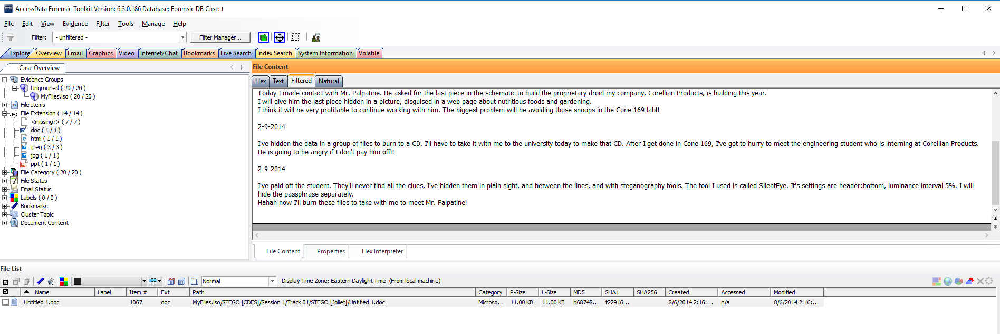 AccessData Forensic Toolkit Version: 6.3.0.186 Database: Forensic DB Case: t
File Edit View Evidence Filter Tools Manage Help
Filter: - unfiltered - Filter Manager...
Explore Overview Email Graphics Video Internet/Chat Bookmarks Live Search Index Search System Information Volatile
Case Overview
Evidence Groups
Ungrouped ( 20 / 20 )
MyFiles.iso ( 20 / 20 )
File Items
File Extension ( 14 / 14 )
<missing?> ( 7 / 7 )
doc ( 1 / 1 )
html ( 1 / 1 )
jpeg ( 3 / 3 )
jpg ( 1 / 1 )
ppt ( 1 / 1 )
File Category ( 20 / 20 )
File Status
Email Status
Labels ( 0 / 0 )
Bookmarks
Cluster Topic
Document Content
File Content
Hex Text Filtered Natural
Today I made contact with Mr. Palpatine. He asked for the last piece in the schematic to build the proprietary droid my company, Corellian Products, is building this year.
I will give him the last piece hidden in a picture, disguised in a web page about nutritious foods and gardening.
I think it will be very profitable to continue working with him. The biggest problem will be avoiding those snoops in the Cone 169 lab!!
2-9-2014
I've hidden the data in a group of files to burn to a CD. I'll have to take it with me to the university today to make that CD. After I get done in Cone 169, I've got to hurry to meet the engineering student who is interning at Corellian Products.
He is going to be angry if I don't pay him off!!
2-9-2014
I've paid off the student. They'll never find all the clues, I've hidden them in plain sight, and between the lines, and with steganography tools. The tool I used is called SilentEye. It's settings are header:bottom, luminance interval 5%. I will
hide the passphrase separately.
Hahah now I'll burn these files to take with me to meet Mr. Palpatine!
File Content Properties Hex Interpreter
File List
Normal Display Time Zone: Eastern Daylight Time (From local machine)
Name Label Item # Ext Path Category P-Size L-Size MD5 SHA1 SHA256 Created Accessed Modified
Untitled 1.doc 1067 doc MyFiles.iso/STEGO [CDFS]/Session 1/Track 01/STEGO [Joliet]/Untitled 1.doc Microso... 11.00 KB 11.00 KB b68748... f22916... 8/6/2014 2:16:... n/a 8/6/2014 2:16:...